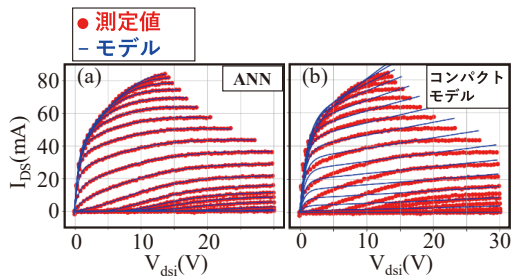 ● 測定値
– モデル
(a)
ANN
(b)
コンパクト
モデル
80
60
40
20
0
I_DS(mA)
10
20
0
10
20
30
V_dsi(V)
V_dsi(V)